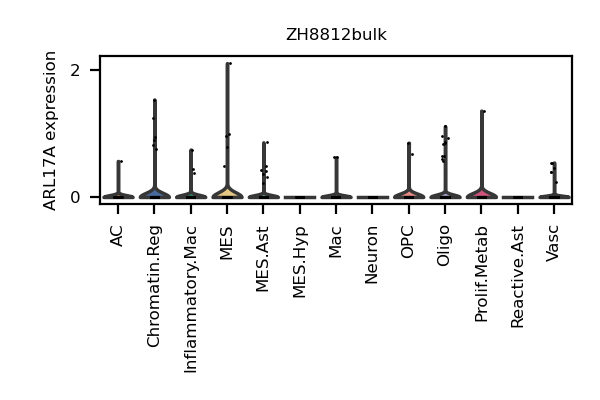 ZH8812bulk
ARL17A expression
2
0
AC
Chromatin.Reg
Inflammatory.Mac
MES
MES.Ast
MES.Hyp
Mac
Neuron
OPC
Oligo
Prolif.Metab
Reactive.Ast
Vasc